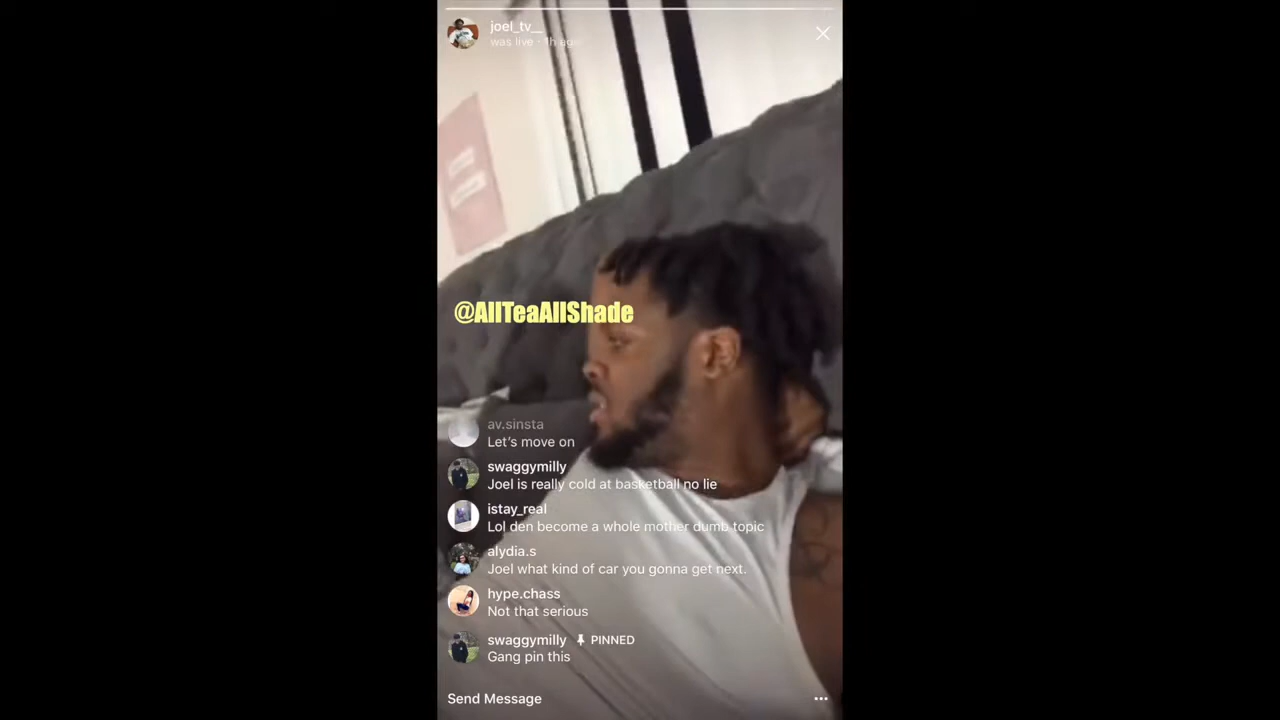 joel_tv__
was live · 1h ago
@AllTeaAllShade
av.sinsta
Let's move on
swaggymilly
Joel is really cold at basketball no lie
istay_real
Lol den become a whole mother dumb topic
alydia.s
Joel what kind of car you gonna get next.
hype.chass
Not that serious
swaggymilly PINNED
Gang pin this
Send Message